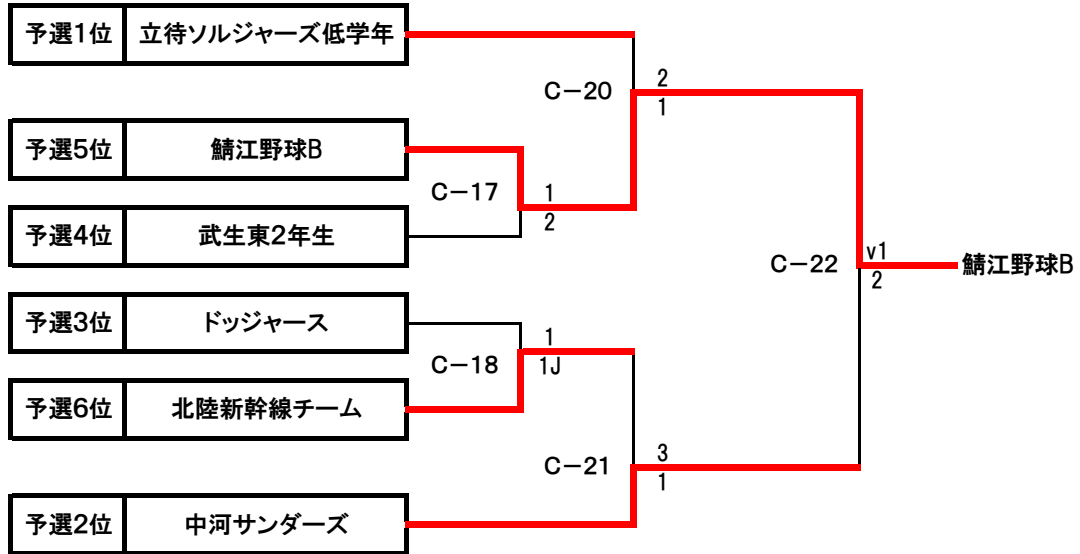 予選1位 立待ソルジャーズ低学年
C－20
2
1
予選5位 鯖江野球B
C－17
1
2
予選4位 武生東2年生
C－22
v1
2
鯖江野球B
予選3位 ドッジャース
C－18
1
1J
予選6位 北陸新幹線チーム
C－21
3
1
予選2位 中河サンダーズ